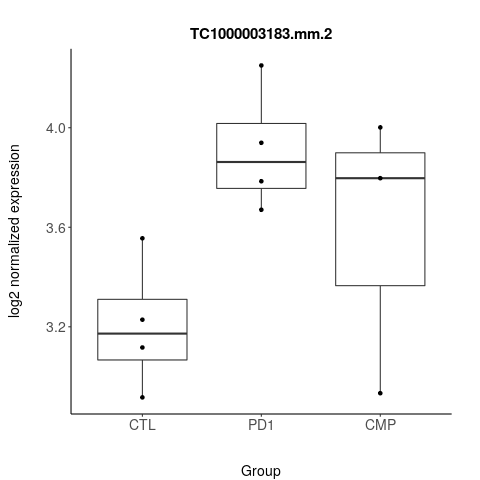 TC1000003183.mm.2
log2 normalized expression
4.0
3.6
3.2
CTL PD1 CMP
Group